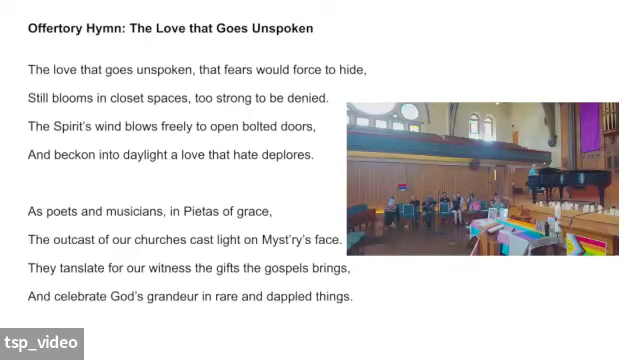 Offertory Hymn: The Love that Goes Unspoken
The love that goes unspoken, that fears would force to hide,
Still blooms in closet spaces, too strong to be denied.
The Spirit's wind blows freely to open bolted doors,
And beckon into daylight a love that hate deplores.
As poets and musicians, in Pietas of grace,
The outcast of our churches cast light on Myst'ry's face.
They tanslate for our witness the gifts the gospels brings,
And celebrate God's grandeur in rare and dappled things.
tsp_video